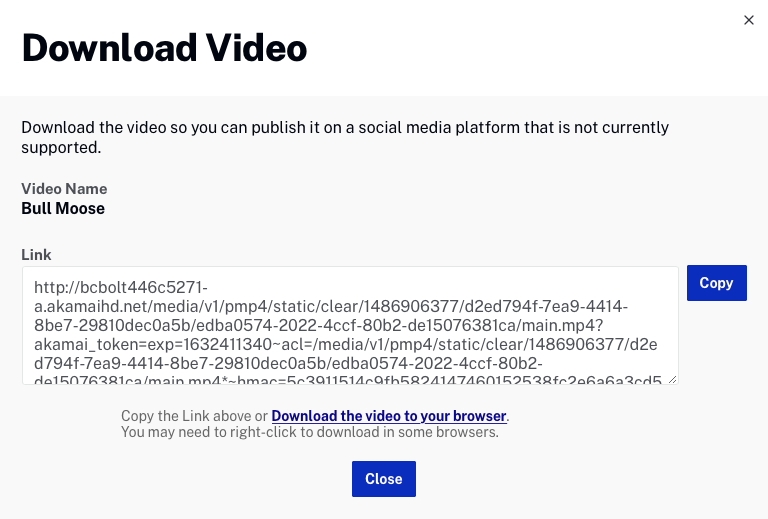 Download Video
Download the video so you can publish it on a social media platform that is not currently
supported.
Video Name
Bull Moose
Link
http://bcbolt446c5271-
a.akamaihd.net/media/v1/pmp4/static/clear/1486906377/d2ed794f-7ea9-4414-
8be7-29810dec0a5b/edba0574-2022-4ccf-80b2-de15076381ca/main.mp4?
akamai_token=exp=1632411340~acl=/media/v1/pmp4/static/clear/1486906377/d2e
d794f-7ea9-4414-8be7-29810dec0a5b/edba0574-2022-4ccf-80b2-
de15076381ca/main.mp4*~hmac=5c3911514c9fb5824147460152538fc2e6a6a3cd5
Copy
Copy the Link above or Download the video to your browser.
You may need to right-click to download in some browsers.
Close